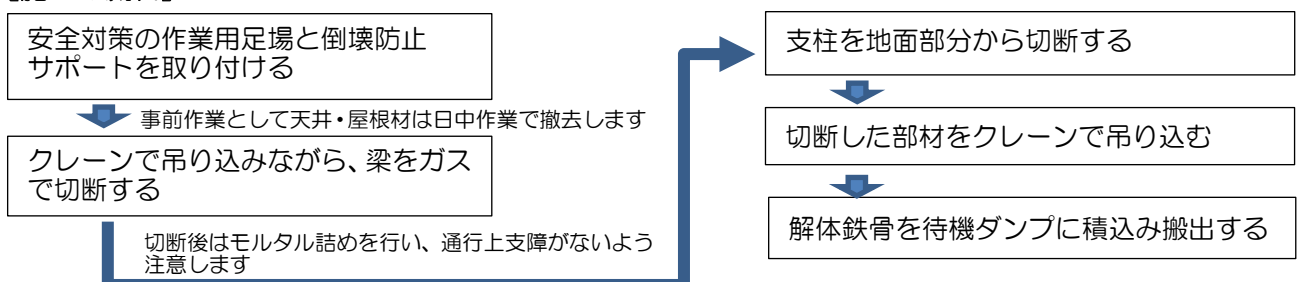 安全対策の作業用足場と倒壊防止
サポートを取り付ける
事前作業として天井・屋根材は日中作業で撤去します
クレーンで吊り込みながら、梁をガス
で切断する
切断後はモルタル詰めを行い、通行上支障がないよう
注意します
支柱を地面部分から切断する
切断した部材をクレーンで吊り込む
解体鉄骨を待機ダンプに積込み搬出する